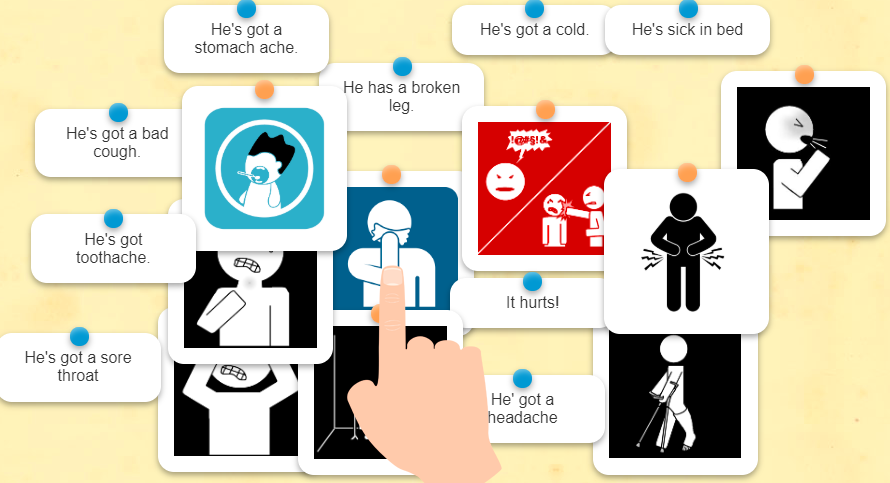 He's got a
stomach ache.
He's got a cold.
He's sick in bed
He has a broken
leg.
He's got a bad
cough.
!@#§!&
He's got
toothache.
It hurts!
He's got a sore
throat
He' got a
headache